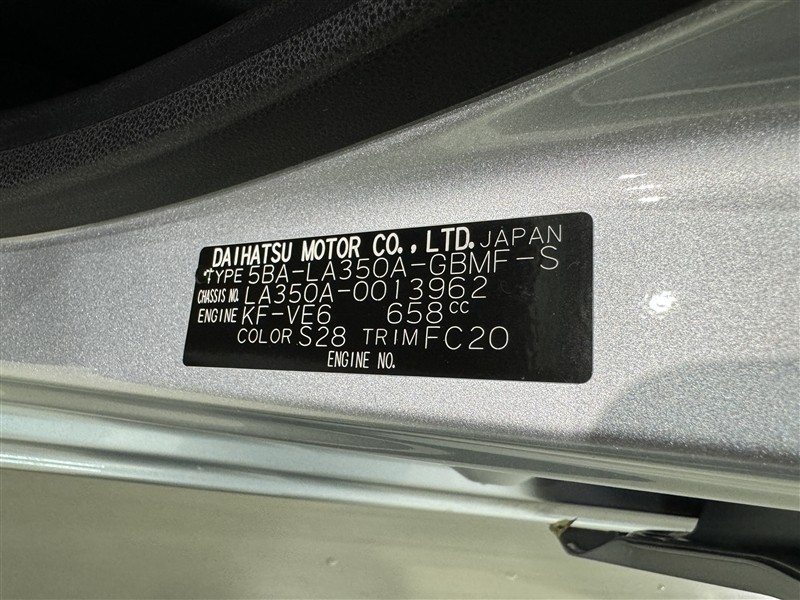 DAIHATSU MOTOR CO., LTD. JAPAN
TYPE 5BA-LA350A-GBMF-S
CHASSIS NO. LA350A-0013962
ENGINE KF-VE6 658cc
COLOR S28 TRIM FC20
ENGINE NO.